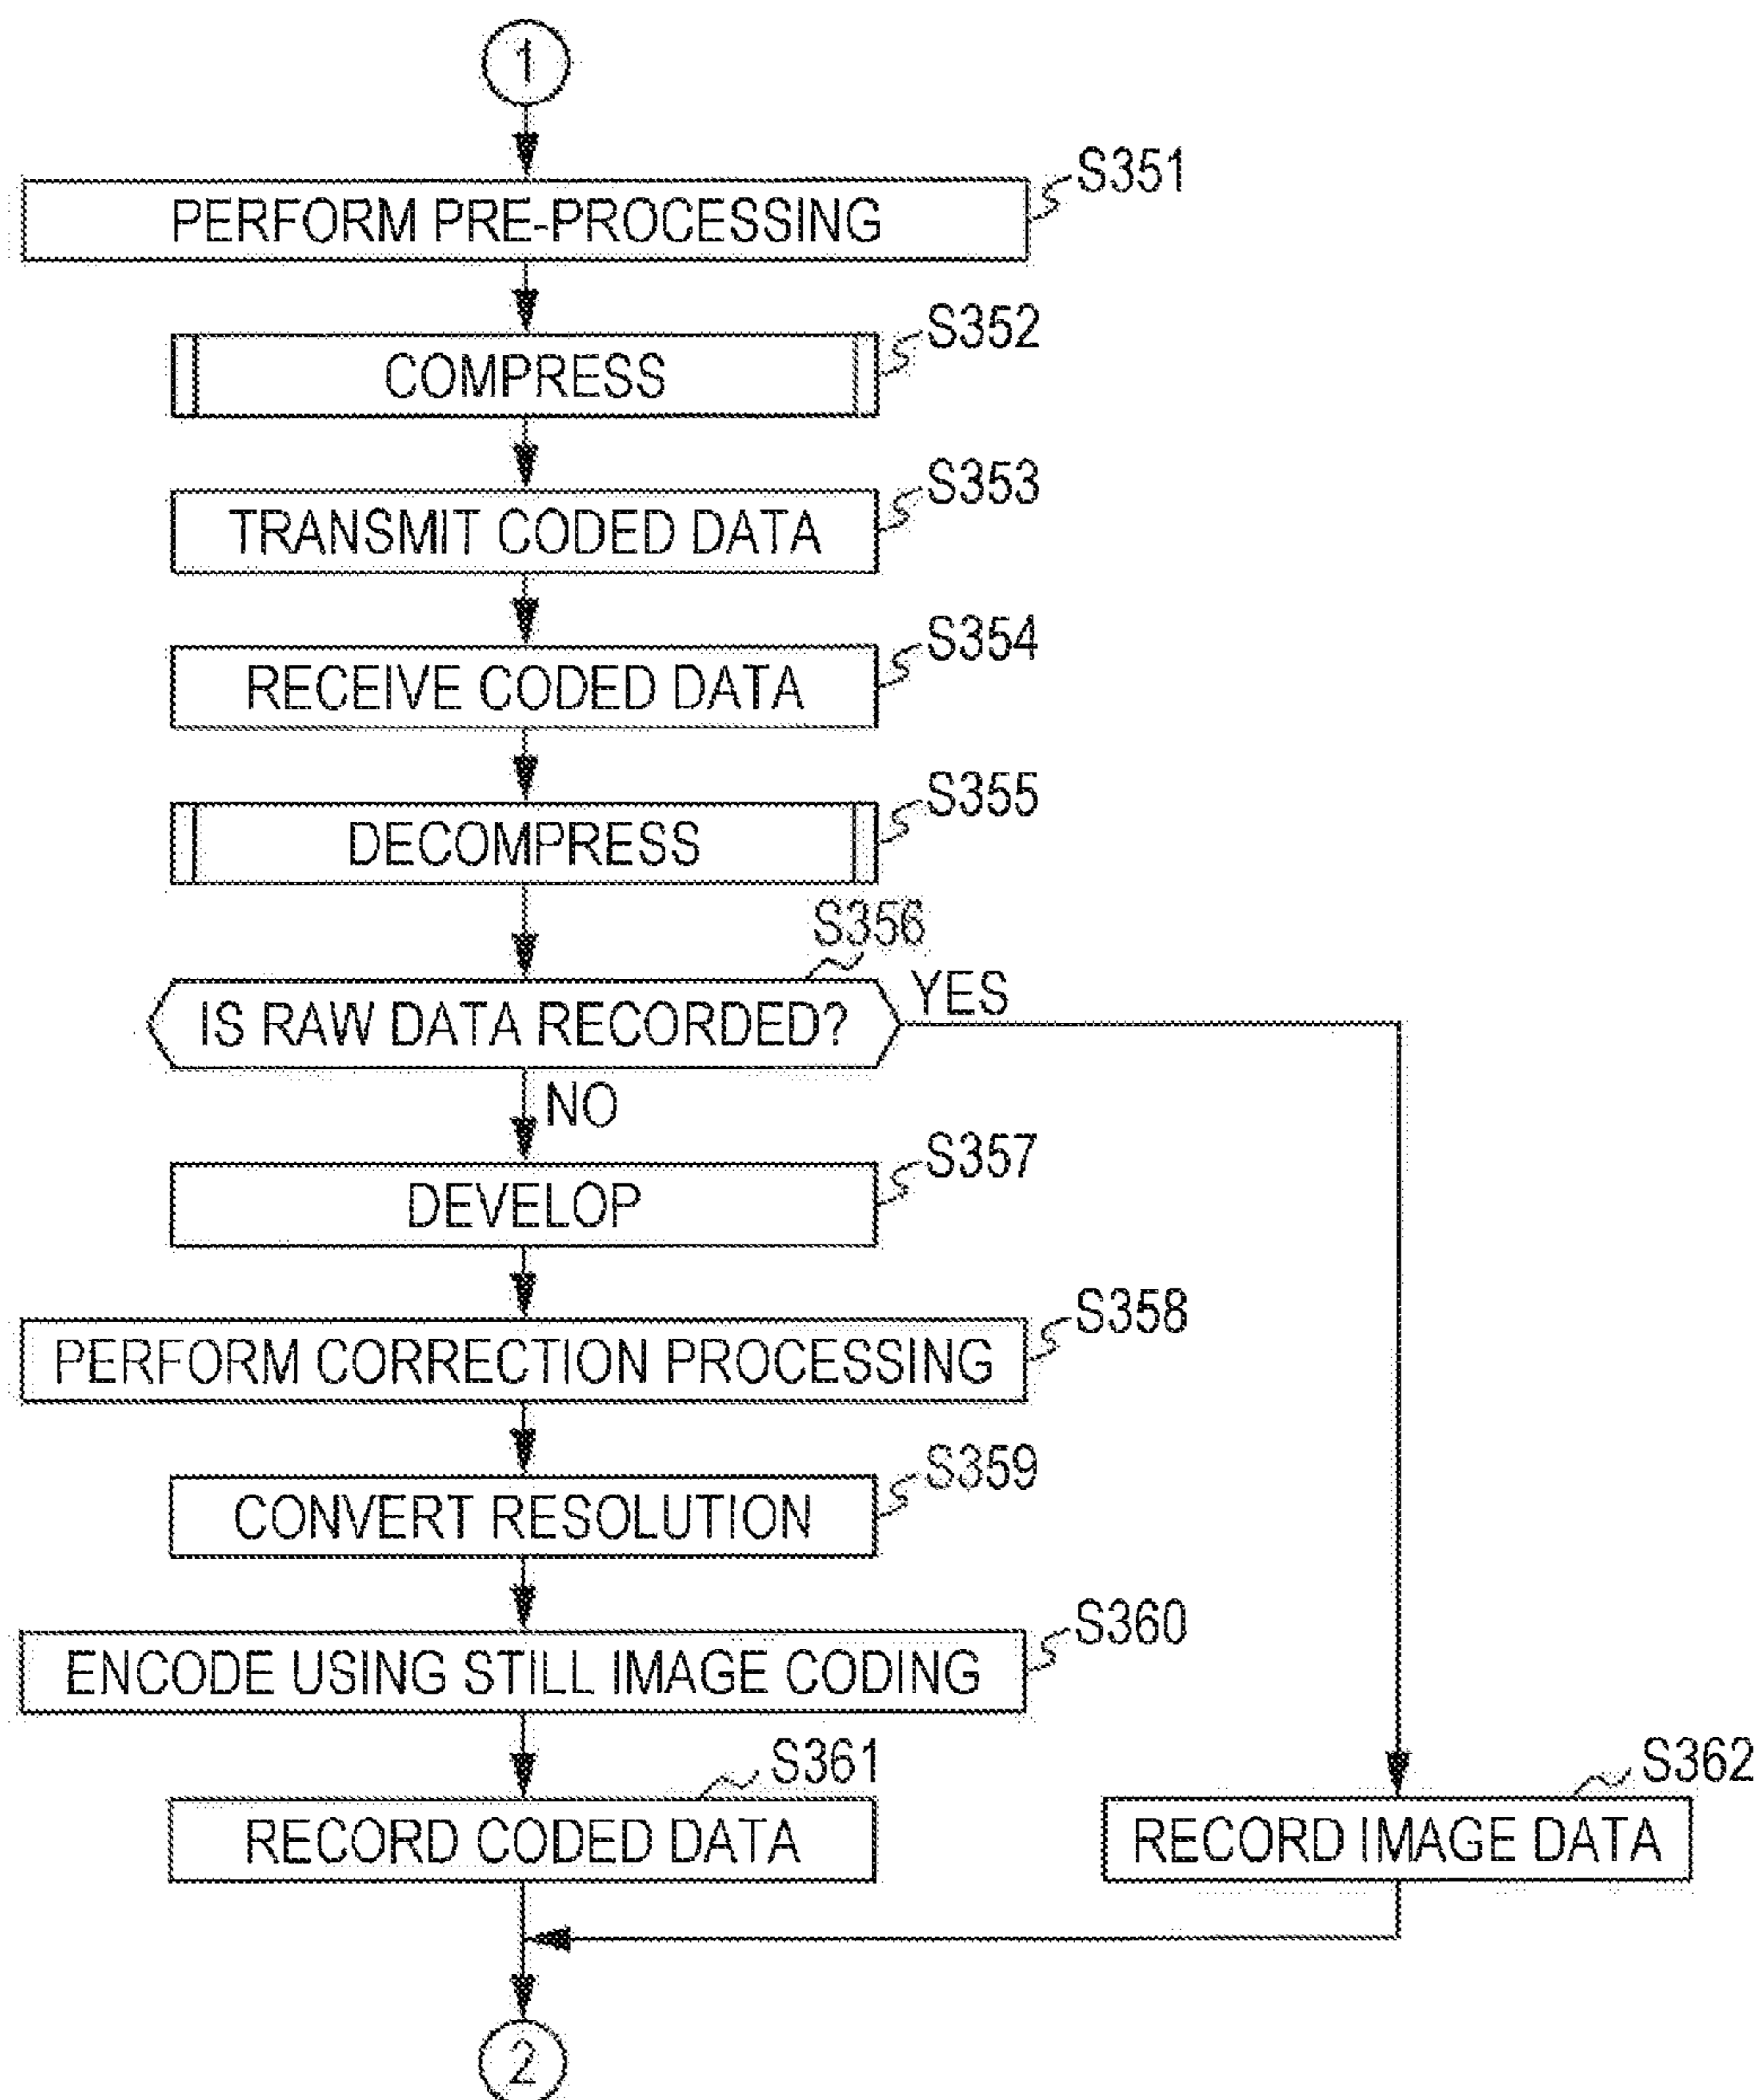 1
S351
PERFORM PRE-PROCESSING
S352
COMPRESS
S353
TRANSMIT CODED DATA
S354
RECEIVE CODED DATA
S355
DECOMPRESS
S356
IS RAW DATA RECORDED?
YES
NO
S357
DEVELOP
S358
PERFORM CORRECTION PROCESSING
S359
CONVERT RESOLUTION
S360
ENCODE USING STILL IMAGE CODING
S361
RECORD CODED DATA
S362
RECORD IMAGE DATA
2